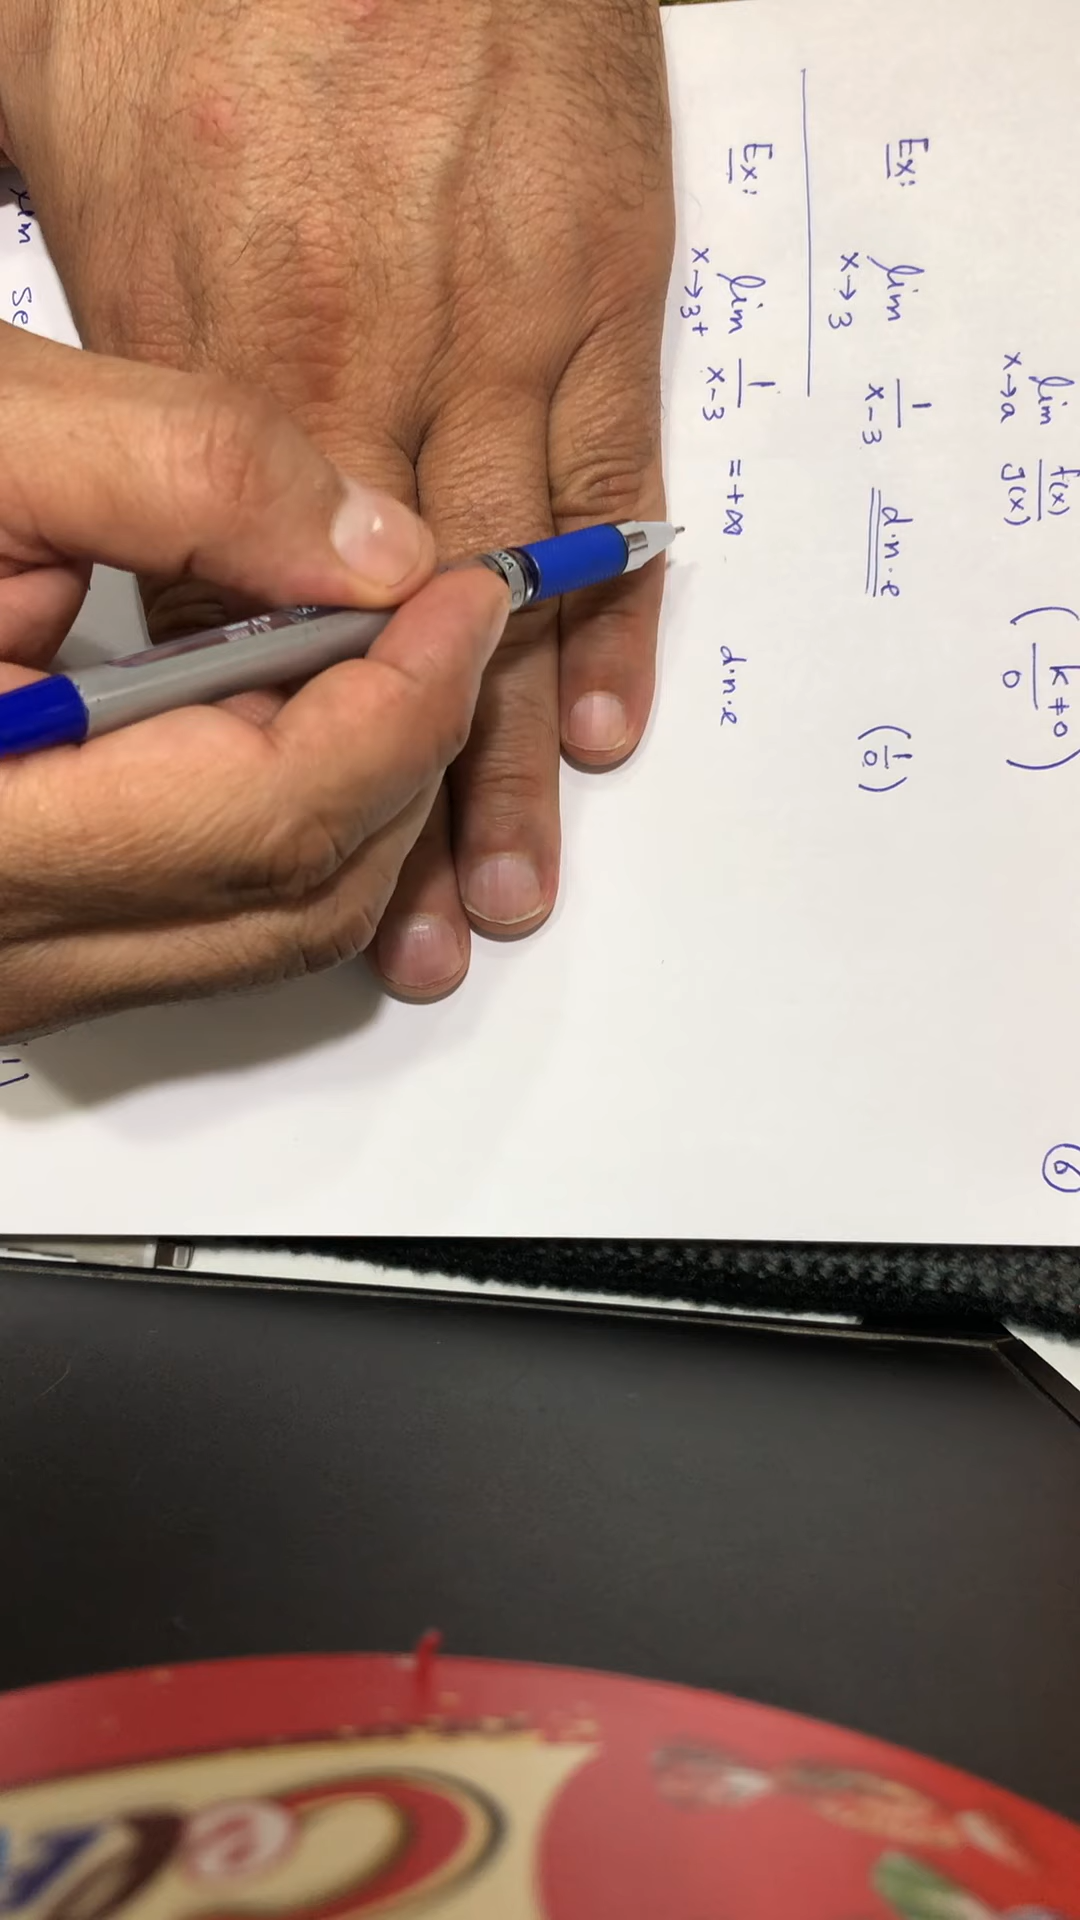 6
lim x→a f(x)/g(x) (k≠0/0)
Ex: lim x→3 1/x-3 d.n.e (1/0)
Ex: lim x→3+ 1/x-3 =+∞ d.n.e